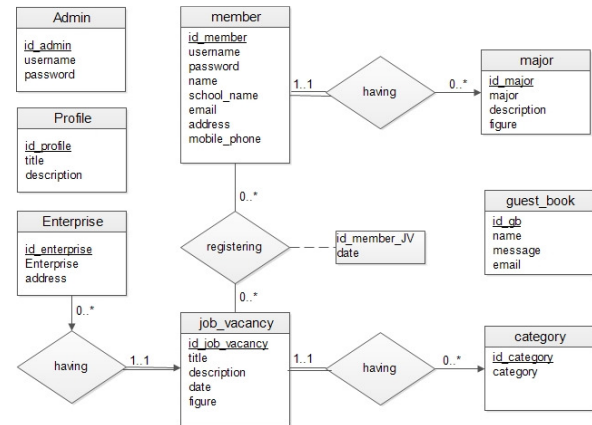 Admin
id_admin
username
password
Profile
id_profile
title
description
Enterprise
id_enterprise
Enterprise
address
0..*
having
1..1
member
id_member
username
password
name
school_name
email
address
mobile_phone
1..1
having
0..*
major
id_major
major
description
figure
0..*
registering
id_member_JV
date
0..*
guest_book
id_gb
name
message
email
job_vacancy
id_job_vacancy
title
description
date
figure
1..1
having
0..*
category
id_category
category